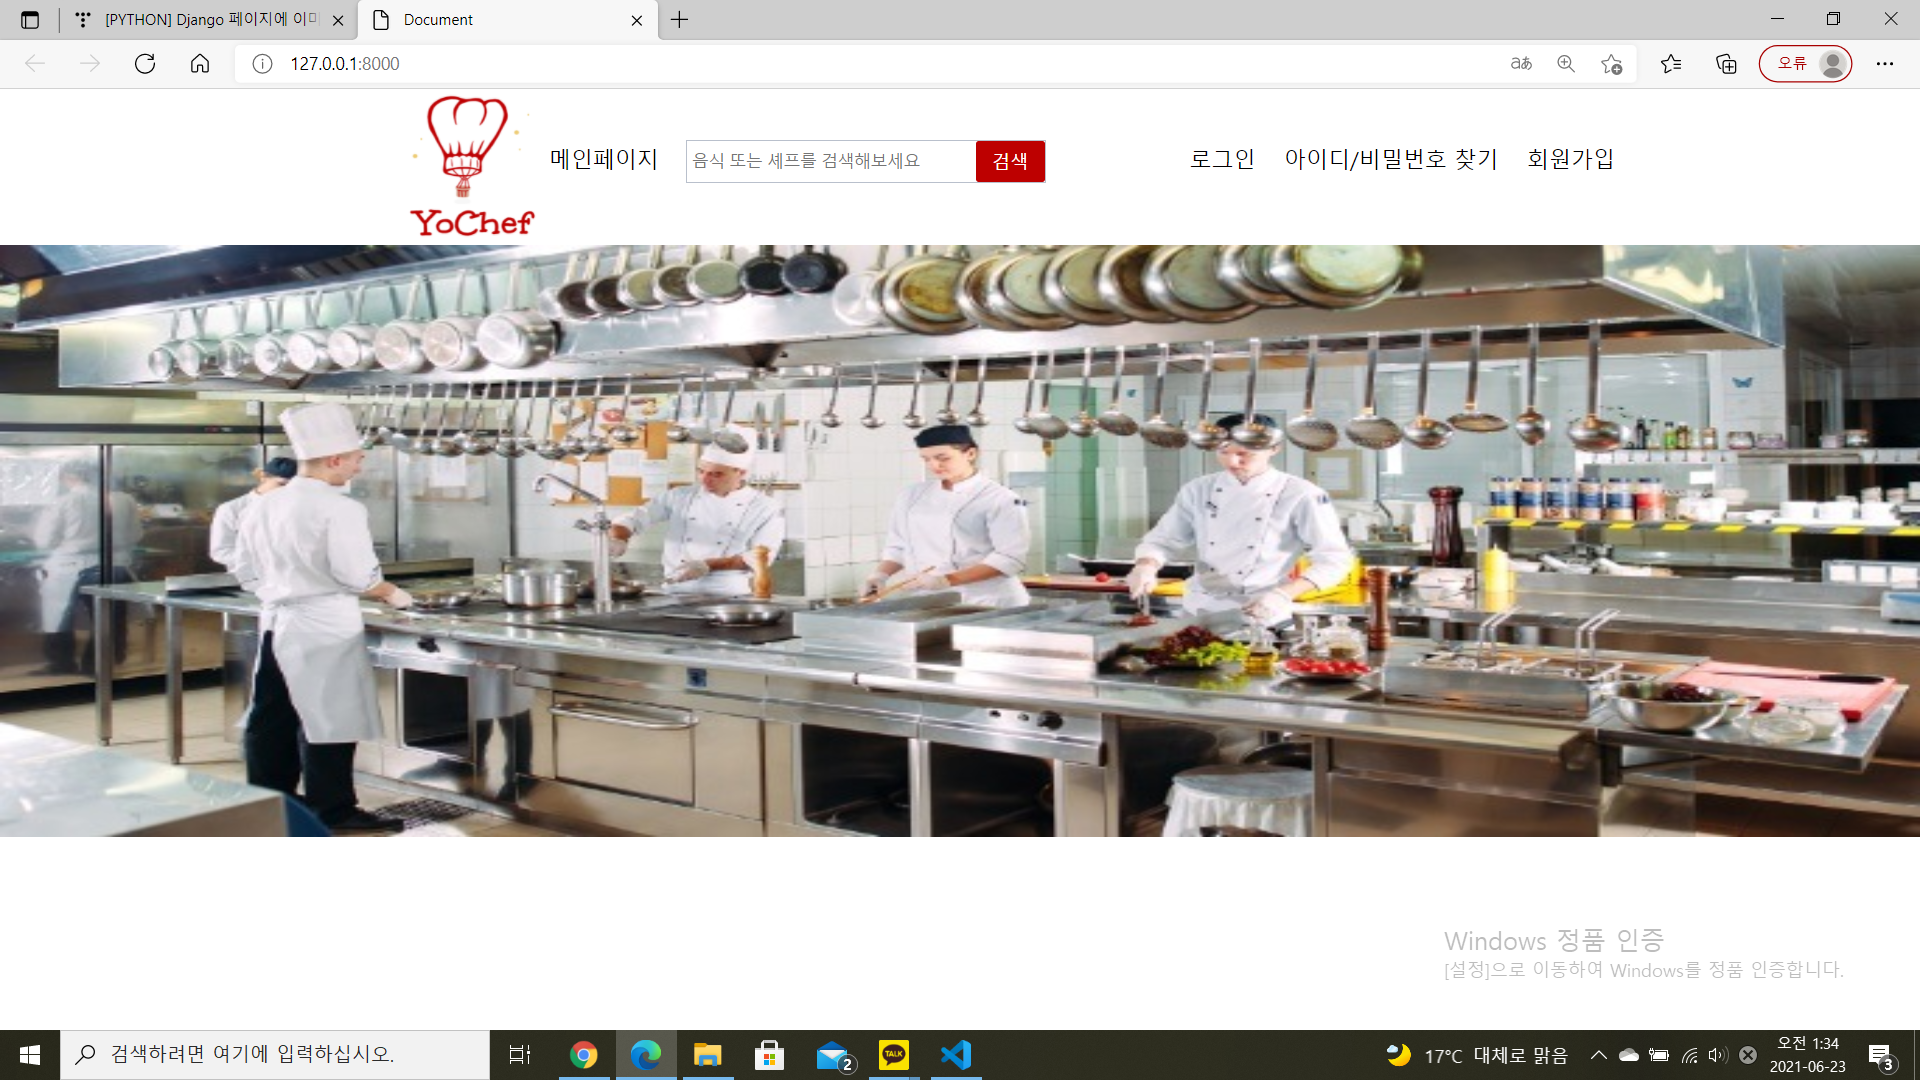 [PYTHON] Django 페이지에 이미
Document
127.0.0.1:8000
오류
YoChef
메인페이지
음식 또는 셰프를 검색해보세요
검색
로그인
아이디/비밀번호 찾기
회원가입
Windows 정품 인증
[설정]으로 이동하여 Windows를 정품 인증합니다.
검색하려면 여기에 입력하십시오.
2
TALK
17°C 대체로 맑음
오전 1:34
2021-06-23
3